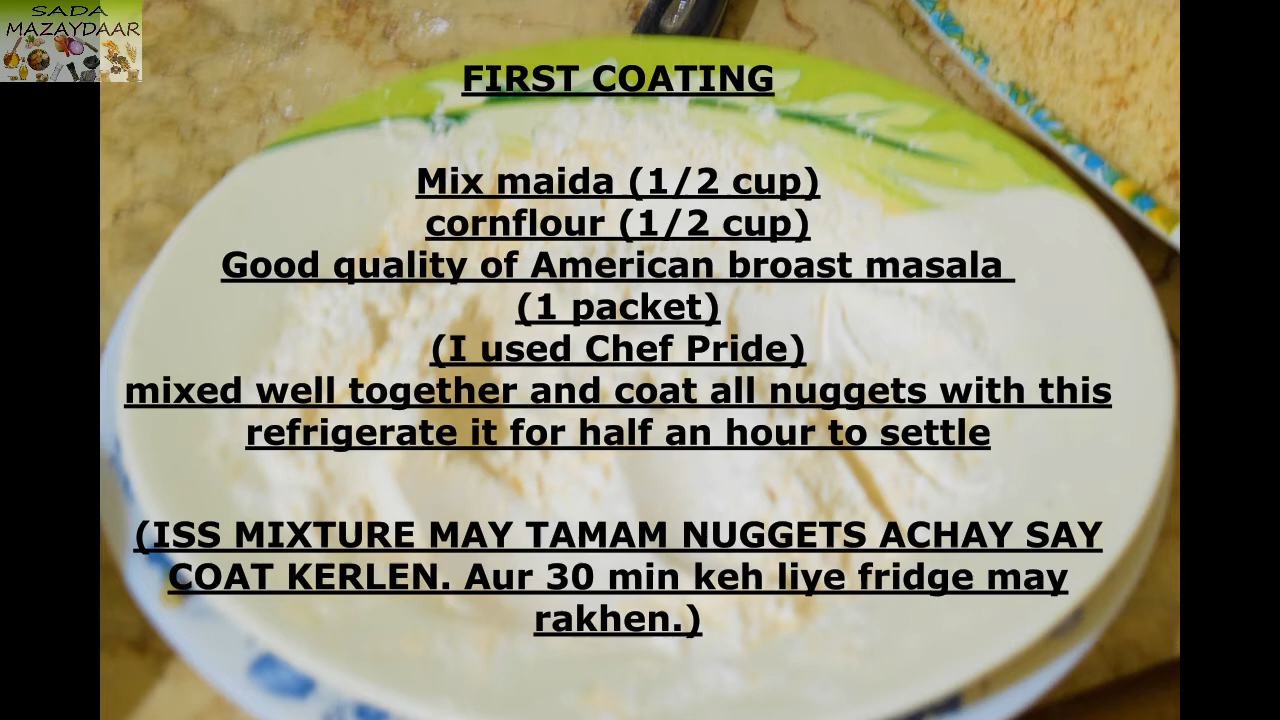 SADA
MAZAYDAAR
FIRST COATING
Mix maida (1/2 cup)
cornflour (1/2 cup)
Good quality of American broast masala
(1 packet)
(I used Chef Pride)
mixed well together and coat all nuggets with this
refrigerate it for half an hour to settle
(ISS MIXTURE MAY TAMAM NUGGETS ACHAY SAY
COAT KERLEN. Aur 30 min keh liye fridge may
rakhen.)